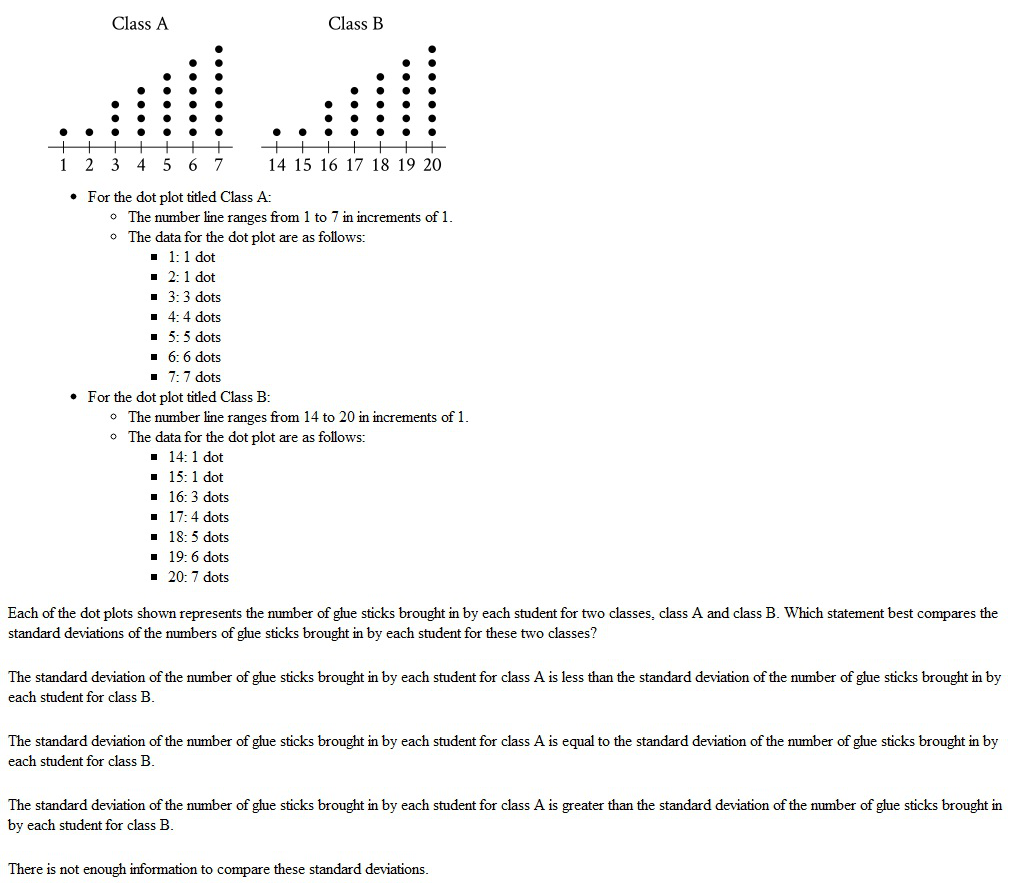 Class A Class B
1 2 3 4 5 6 7 14 15 16 17 18 19 20
• For the dot plot titled Class A:
◦ The number line ranges from 1 to 7 in increments of 1.
◦ The data for the dot plot are as follows:
▪ 1: 1 dot
▪ 2: 1 dot
▪ 3: 3 dots
▪ 4: 4 dots
▪ 5: 5 dots
▪ 6: 6 dots
▪ 7: 7 dots
• For the dot plot titled Class B:
◦ The number line ranges from 14 to 20 in increments of 1.
◦ The data for the dot plot are as follows:
▪ 14: 1 dot
▪ 15: 1 dot
▪ 16: 3 dots
▪ 17: 4 dots
▪ 18: 5 dots
▪ 19: 6 dots
▪ 20: 7 dots
Each of the dot plots shown represents the number of glue sticks brought in by each student for two classes, class A and class B. Which statement best compares the
standard deviations of the numbers of glue sticks brought in by each student for these two classes?
The standard deviation of the number of glue sticks brought in by each student for class A is less than the standard deviation of the number of glue sticks brought in by
each student for class B.
The standard deviation of the number of glue sticks brought in by each student for class A is equal to the standard deviation of the number of glue sticks brought in by
each student for class B.
The standard deviation of the number of glue sticks brought in by each student for class A is greater than the standard deviation of the number of glue sticks brought in
by each student for class B.
There is not enough information to compare these standard deviations.